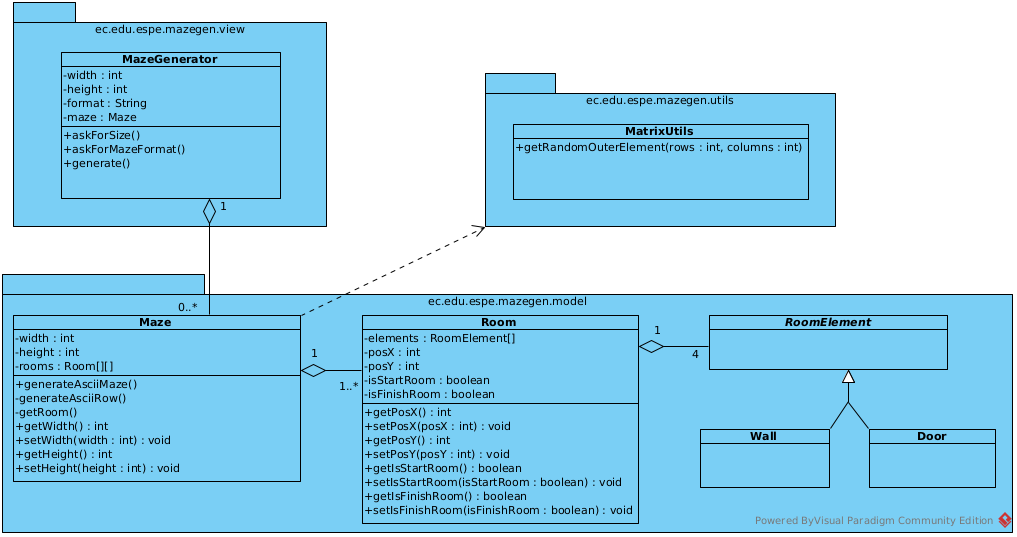 ec.edu.espe.mazegen.view
MazeGenerator
-width : int
-height : int
-format : String
-maze : Maze
+askForSize()
+askForMazeFormat()
+generate()
1
ec.edu.espe.mazegen.utils
MatrixUtils
+getRandomOuterElement(rows : int, columns : int)
0..*
ec.edu.espe.mazegen.model
Maze
-width : int
-height : int
-rooms : Room[][]
+generateAsciiMaze()
-generateAsciiRow()
-getRoom()
+getWidth() : int
+setWidth(width : int) : void
+getHeight() : int
+setHeight(height : int) : void
1
1..*
Room
-elements : RoomElement[]
-posX : int
-posY : int
-isStartRoom : boolean
-isFinishRoom : boolean
+getPosX() : int
+setPosX(posX : int) : void
+getPosY() : int
+setPosY(posY : int) : void
+getIsStartRoom() : boolean
+setIsStartRoom(isStartRoom : boolean) : void
+getIsFinishRoom() : boolean
+setIsFinishRoom(isFinishRoom : boolean) : void
1
4
RoomElement
Wall
Door
Powered ByVisual Paradigm Community Edition